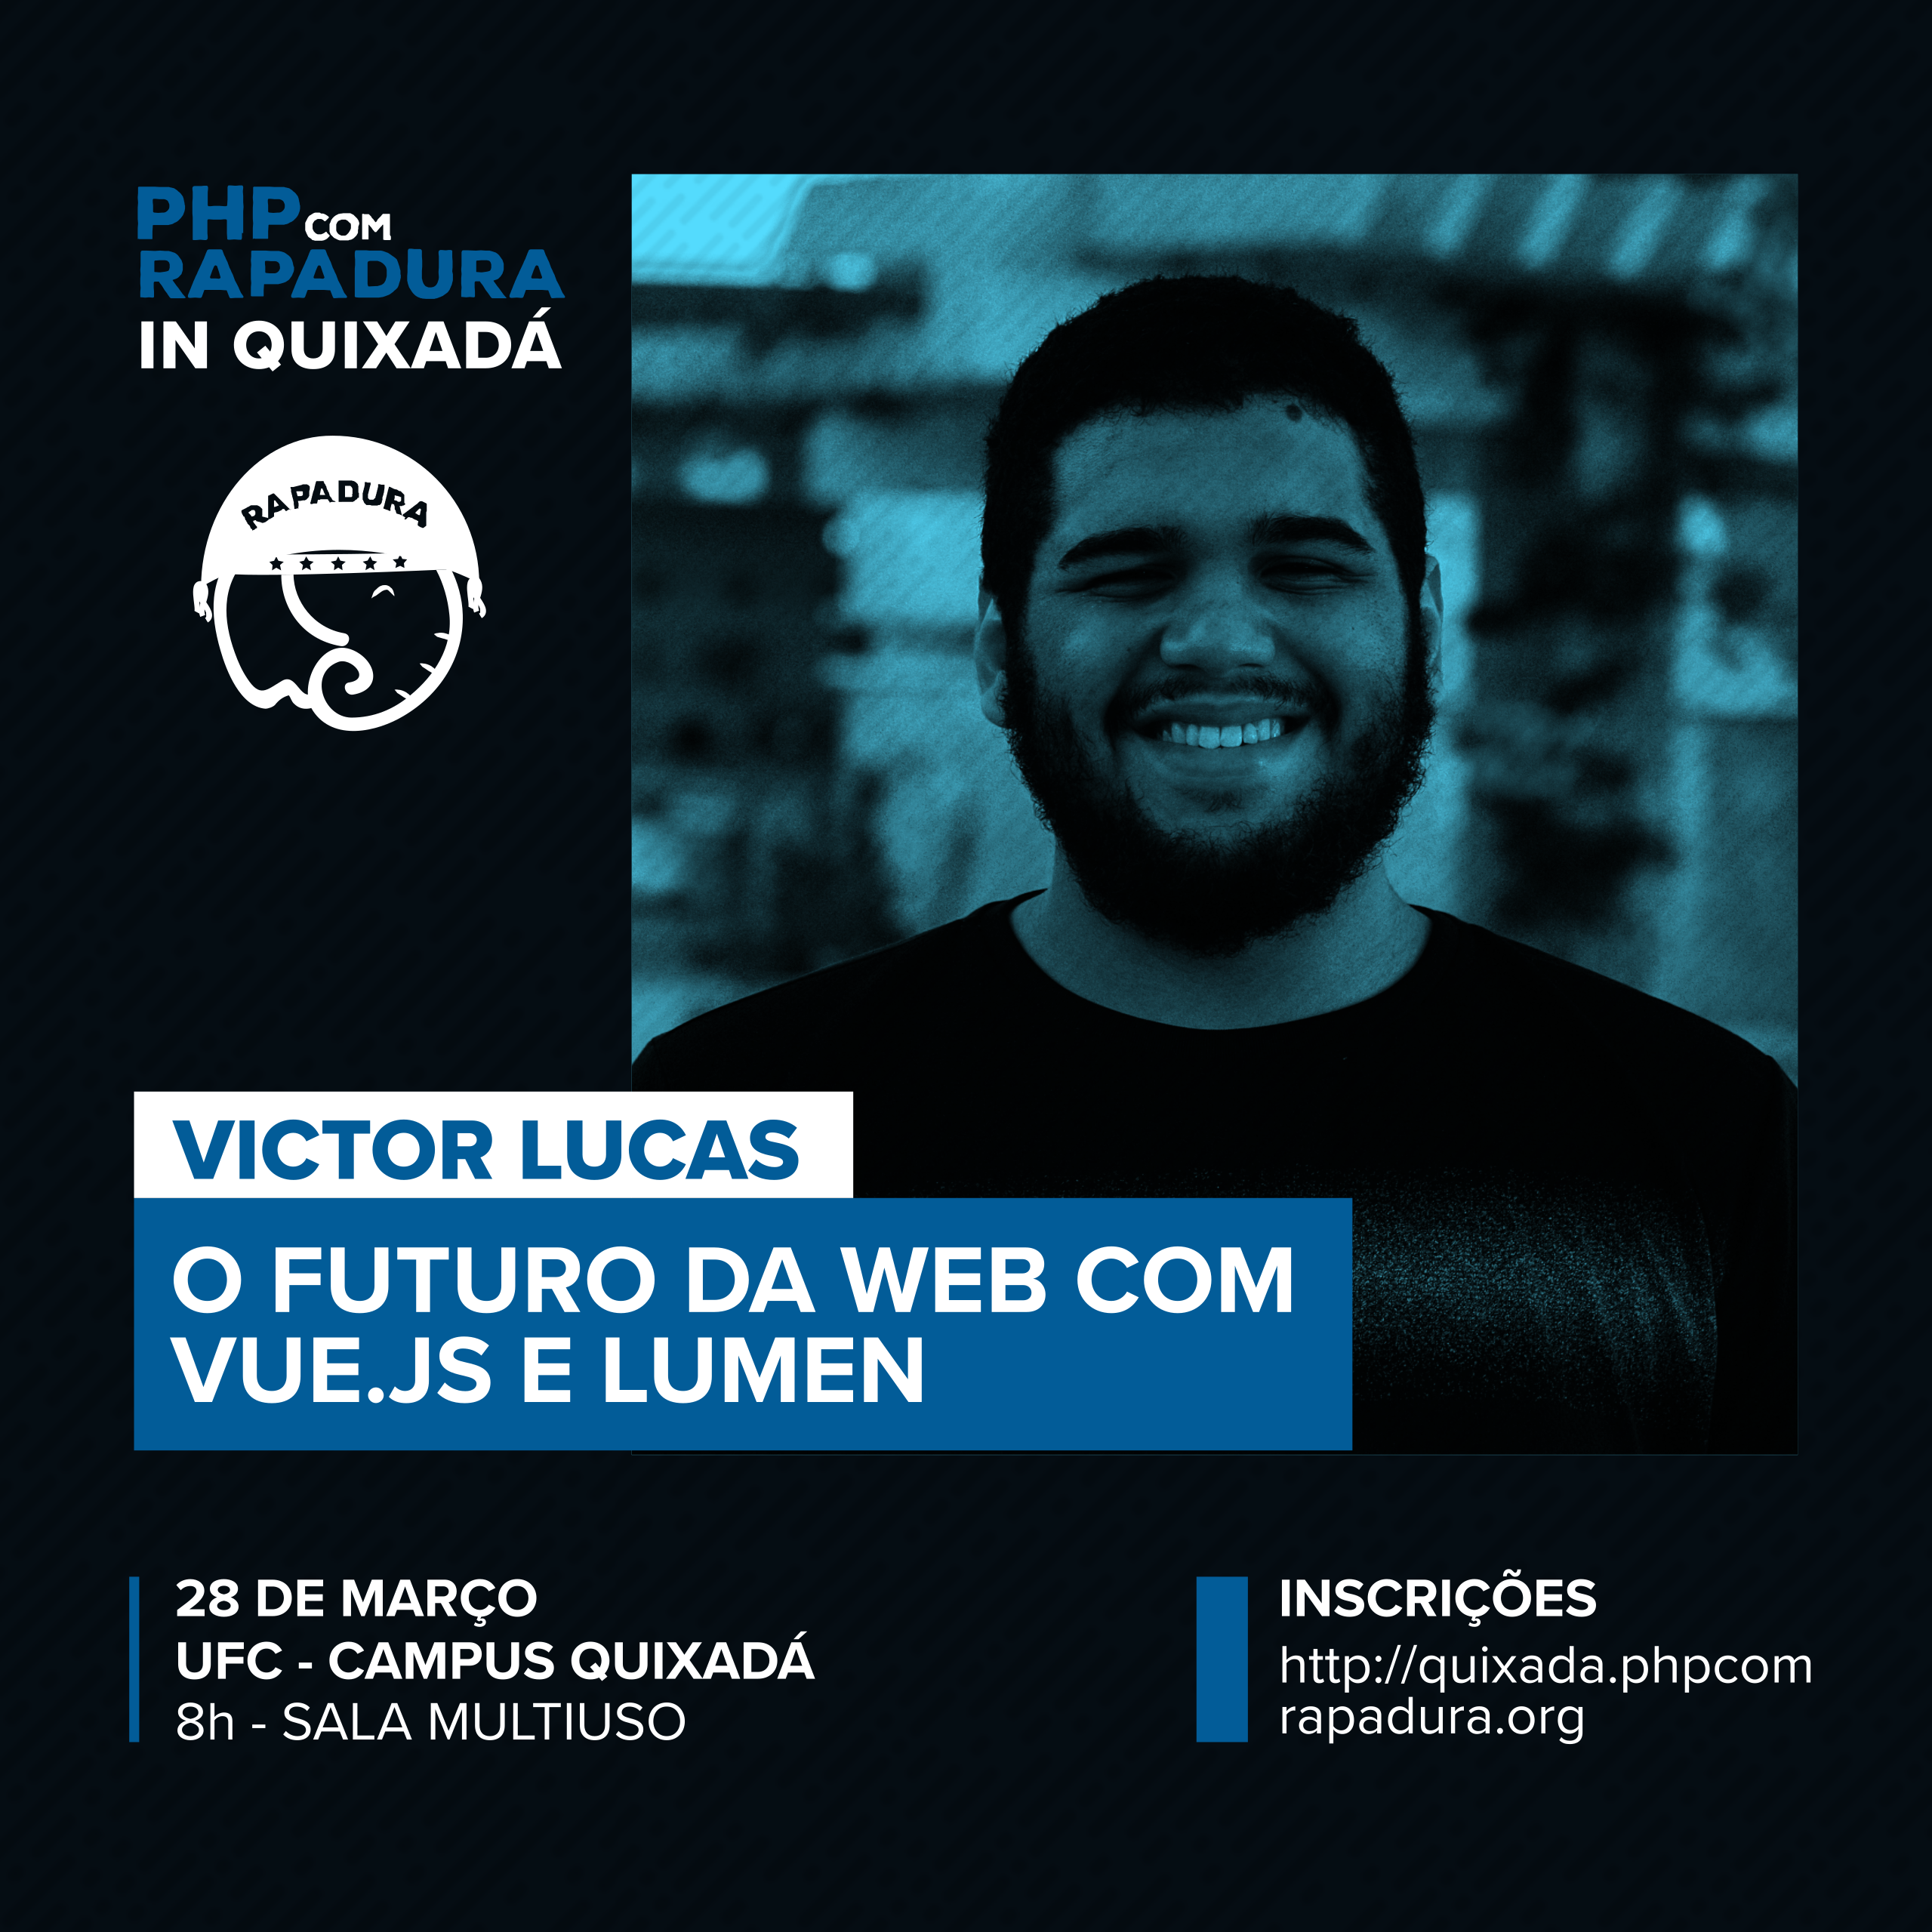 PHP COM
RAPADURA
IN QUIXADÁ
RAPADURA
VICTOR LUCAS
O FUTURO DA WEB COM
VUE.JS E LUMEN
28 DE MARÇO
UFC - CAMPUS QUIXADÁ
8h - SALA MULTIUSO
INSCRIÇÕES
http://quixada.phpcom
rapadura.org